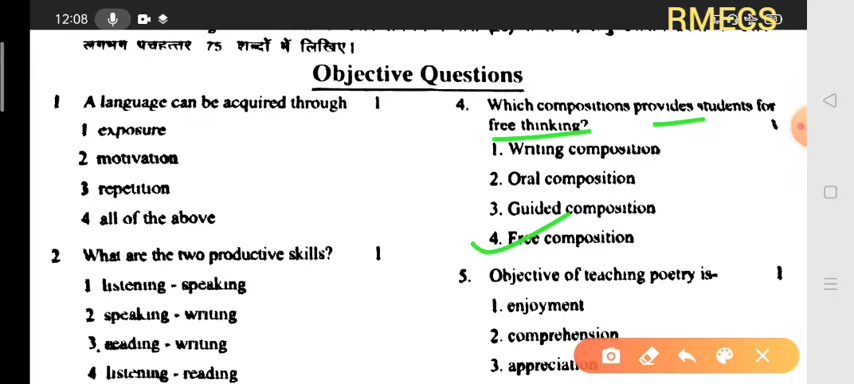 12:08
RMECS
लगभग पचहत्तर 75 शब्दों में लिखिए।
Objective Questions
1 A language can be acquired through 1
1 exposure
2 motivation
3 repetition
4 all of the above
2 What are the two productive skills? 1
1 listening - speaking
2 speaking - writing
3. reading - writing
4 listening - reading
4. Which compositions provides students for 1
free thinking?
1. Writing composition
2. Oral composition
3. Guided composition
4. Free composition
5. Objective of teaching poetry is- 1
1. enjoyment
2. comprehension
3. appreciation